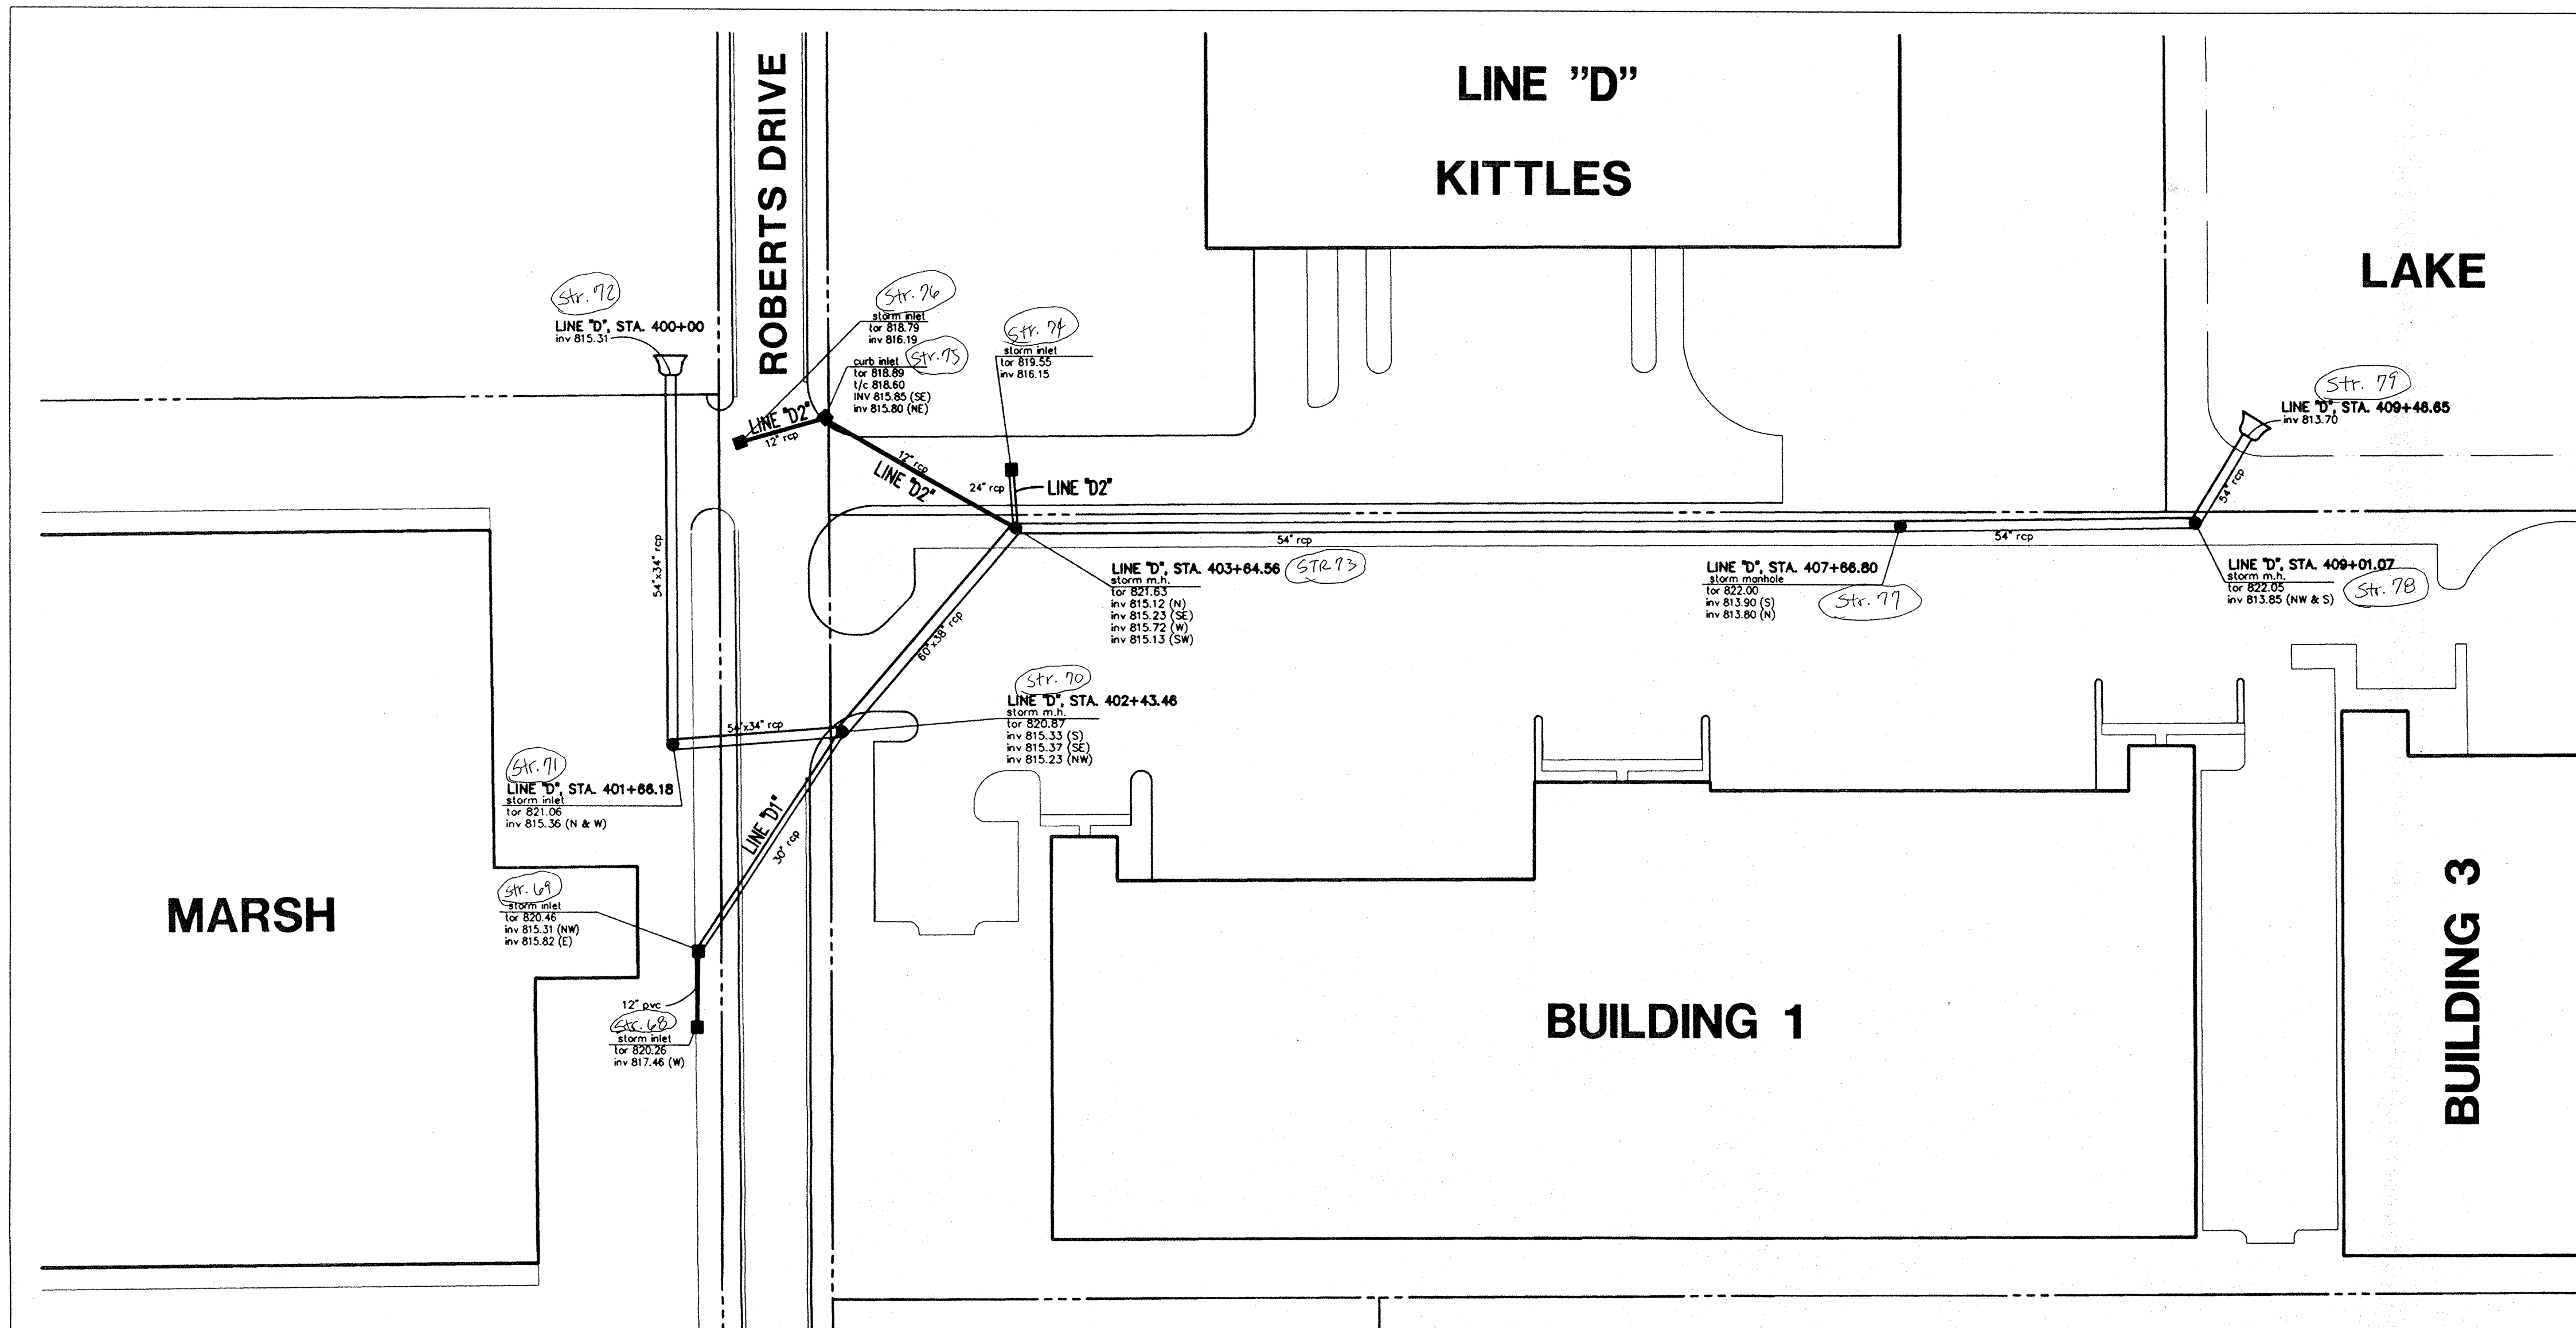 LINE "D"
KITTLES
ROBERTS DRIVE
LAKE
Str. 72
LINE "D", STA. 400+00
inv 815.31
Str. 76
storm inlet
tor 818.79
inv 816.19
curb inlet
Str. 75
tor 818.89
t/c 818.60
INV 815.85 (SE)
inv 815.80 (NE)
Str. 74
storm inlet
tor 819.55
inv 816.15
LINE "D2"
12" rcp
12" rcp
LINE "D2"
24" rcp
LINE "D2"
Str. 79
LINE "D", STA. 409+46.65
inv 813.70
54" rcp
54" rcp
54" rcp
54"x34" rcp
LINE "D", STA. 403+64.56
STR 73
storm m.h.
tor 821.63
inv 815.12 (N)
inv 815.23 (SE)
inv 815.72 (W)
inv 815.13 (SW)
LINE "D", STA. 407+66.80
storm manhole
tor 822.00
inv 813.90 (S)
inv 813.80 (N)
Str. 77
LINE "D", STA. 409+01.07
storm m.h.
tor 822.05
inv 813.85 (NW & S)
Str. 78
60"x38" rcp
Str. 70
LINE "D", STA. 402+43.46
storm m.h.
tor 820.87
inv 815.33 (S)
inv 815.37 (SE)
inv 815.23 (NW)
54"x34" rcp
Str. 71
LINE "D", STA. 401+66.18
storm inlet
tor 821.06
inv 815.36 (N & W)
LINE "D1"
30" rcp
Str. 69
storm inlet
tor 820.46
inv 815.31 (NW)
inv 815.82 (E)
MARSH
12" pvc
Str. 68
storm inlet
tor 820.26
inv 817.46 (W)
BUILDING 1
BUILDING 3